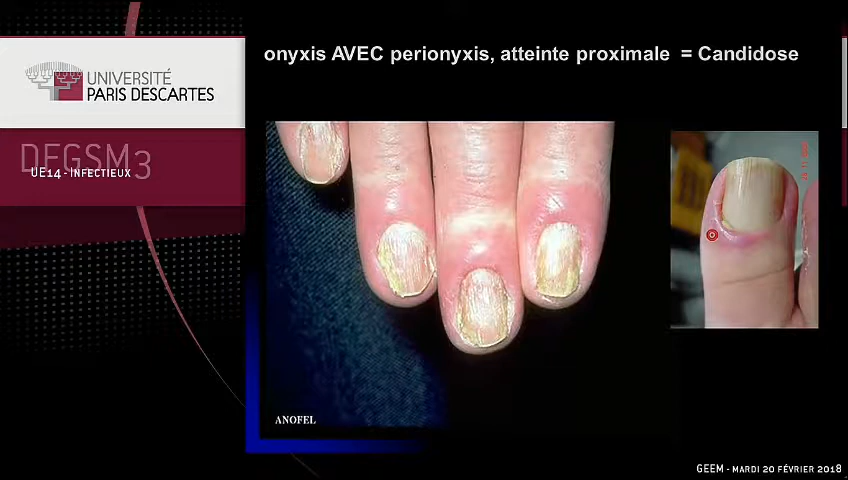 onyxis AVEC perionyxis, atteinte proximale = Candidose
UNIVERSITÉ
PARIS DESCARTES
DFGSM3
UE14 - INFECTIEUX
ANOFEL
GEEM - MARDI 20 FÉVRIER 2018